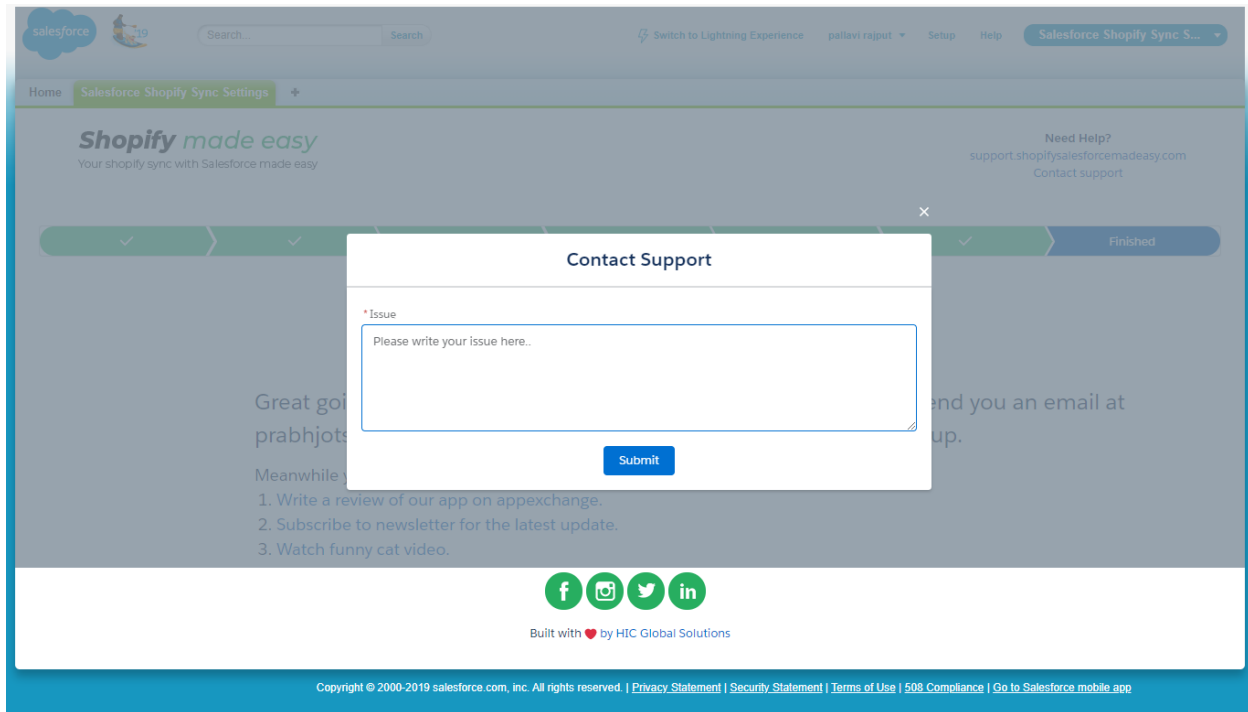 salesforce
19
Search...
Search
Switch to Lightning Experience
pallavi rajput
Setup
Help
Salesforce Shopify Sync S...
Home
Salesforce Shopify Sync Settings
+
Shopify made easy
Your shopify sync with Salesforce made easy
Need Help?
support.shopifysalesforcemadeasy.com
Contact support
Finished
Contact Support
*Issue
Please write your issue here..
Submit
Great goi
end you an email at
prabhjots
up.
Meanwhile
1. Write a review of our app on appexchange.
2. Subscribe to newsletter for the latest update.
3. Watch funny cat video.
Built with ❤ by HIC Global Solutions
Copyright © 2000-2019 salesforce.com, inc. All rights reserved. | Privacy Statement | Security Statement | Terms of Use | 508 Compliance | Go to Salesforce mobile app